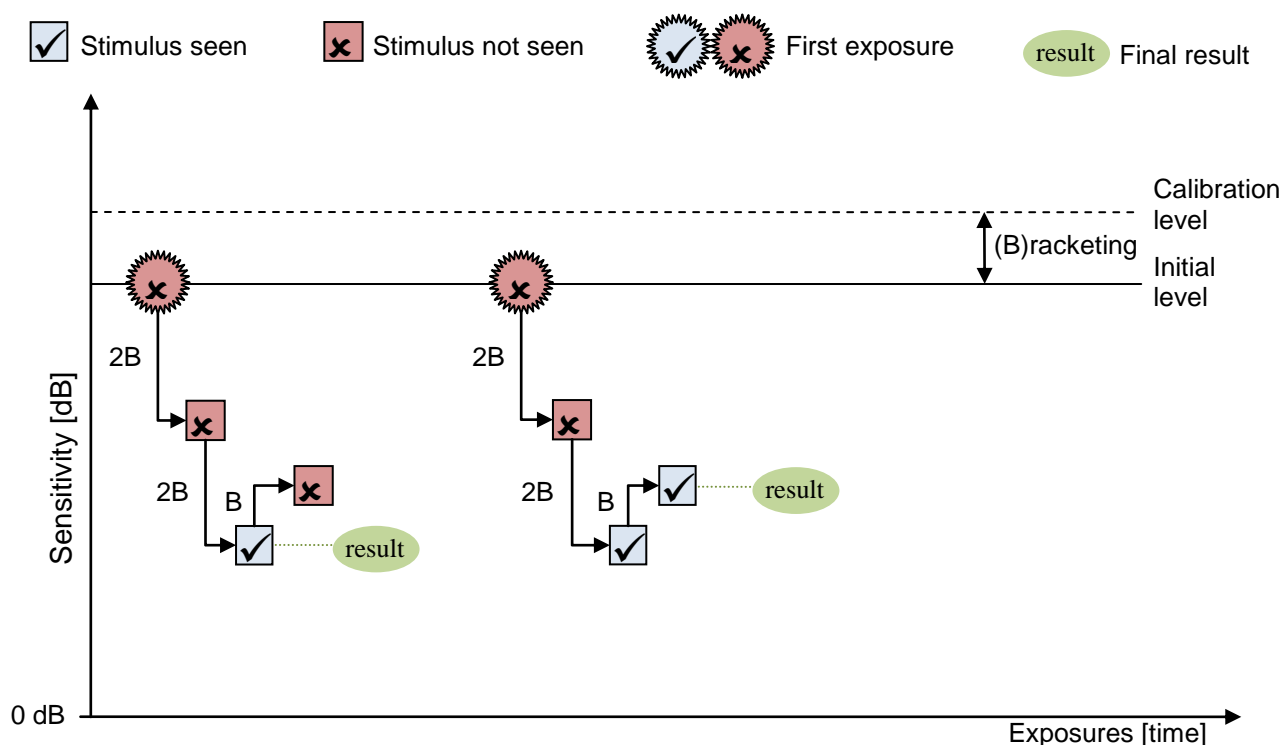 Stimulus seen
Stimulus not seen
First exposure
result
Final result
Calibration
level
(B)racketing
Initial
level
2B
2B
2B
B
result
2B
B
result
Sensitivity [dB]
0 dB
Exposures [time]